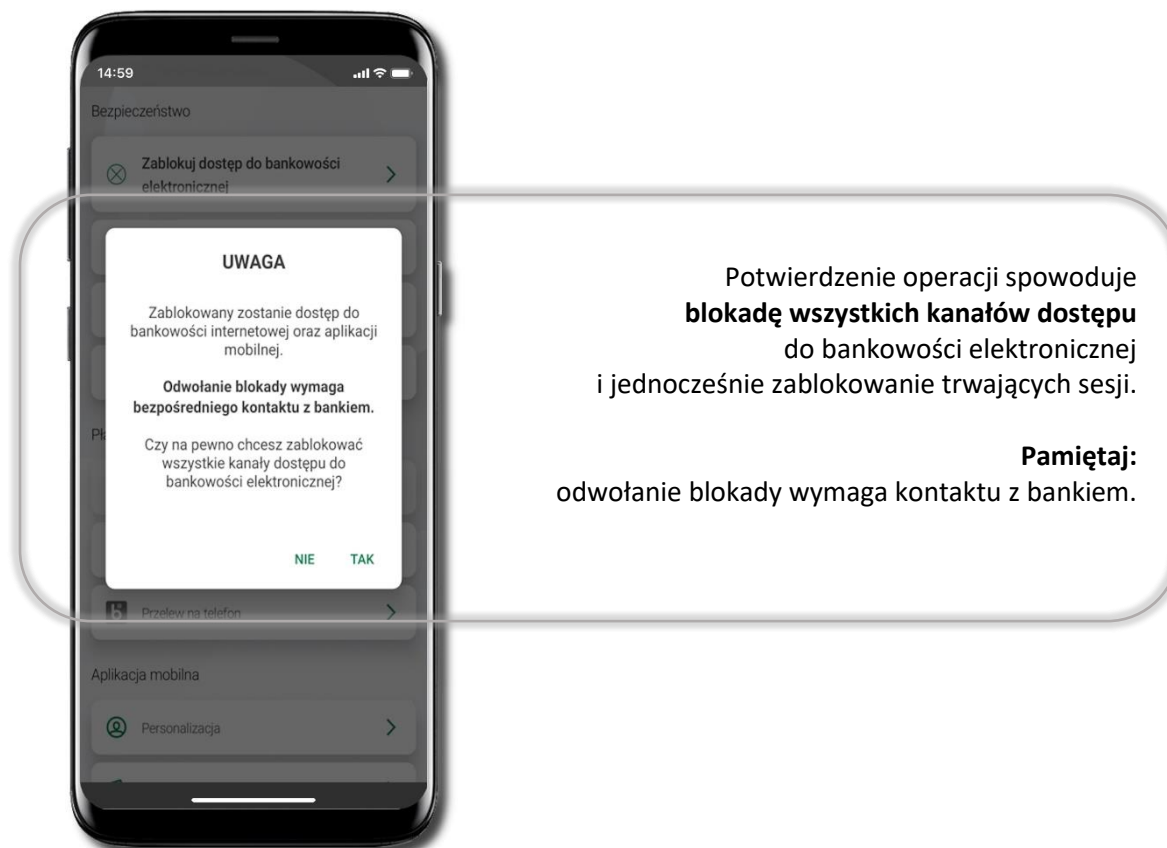 14:59
Bezpieczeństwo
Zablokuj dostęp do bankowości
elektronicznej
UWAGA
Zablokowany zostanie dostęp do
bankowości internetowej oraz aplikacji
mobilnej.
Odwołanie blokady wymaga
bezpośredniego kontaktu z bankiem.
Czy na pewno chcesz zablokować
wszystkie kanały dostępu do
bankowości elektronicznej?
NIE TAK
Przelew na telefon
Aplikacja mobilna
Personalizacja
Potwierdzenie operacji spowoduje
blokadę wszystkich kanałów dostępu
do bankowości elektronicznej
i jednocześnie zablokowanie trwających sesji.
Pamiętaj:
odwołanie blokady wymaga kontaktu z bankiem.